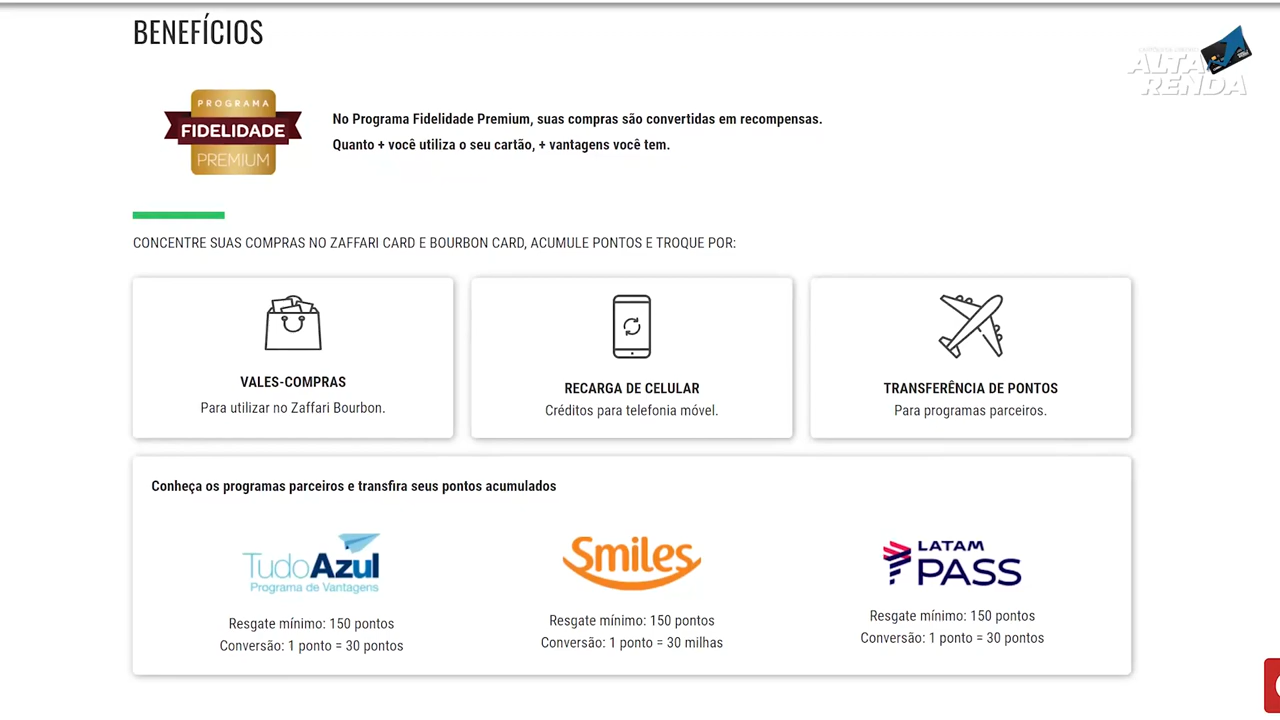 BENEFÍCIOS
ALTA
RENDA
PROGRAMA
FIDELIDADE
PREMIUM
No Programa Fidelidade Premium, suas compras são convertidas em recompensas.
Quanto + você utiliza o seu cartão, + vantagens você tem.
CONCENTRE SUAS COMPRAS NO ZAFFARI CARD E BOURBON CARD, ACUMULE PONTOS E TROQUE POR:
VALES-COMPRAS
Para utilizar no Zaffari Bourbon.
RECARGA DE CELULAR
Créditos para telefonia móvel.
TRANSFERÊNCIA DE PONTOS
Para programas parceiros.
Conheça os programas parceiros e transfira seus pontos acumulados
TudoAzul
Programa de Vantagens
Resgate mínimo: 150 pontos
Conversão: 1 ponto = 30 pontos
Smiles
Resgate mínimo: 150 pontos
Conversão: 1 ponto = 30 milhas
LATAM
PASS
Resgate mínimo: 150 pontos
Conversão: 1 ponto = 30 pontos